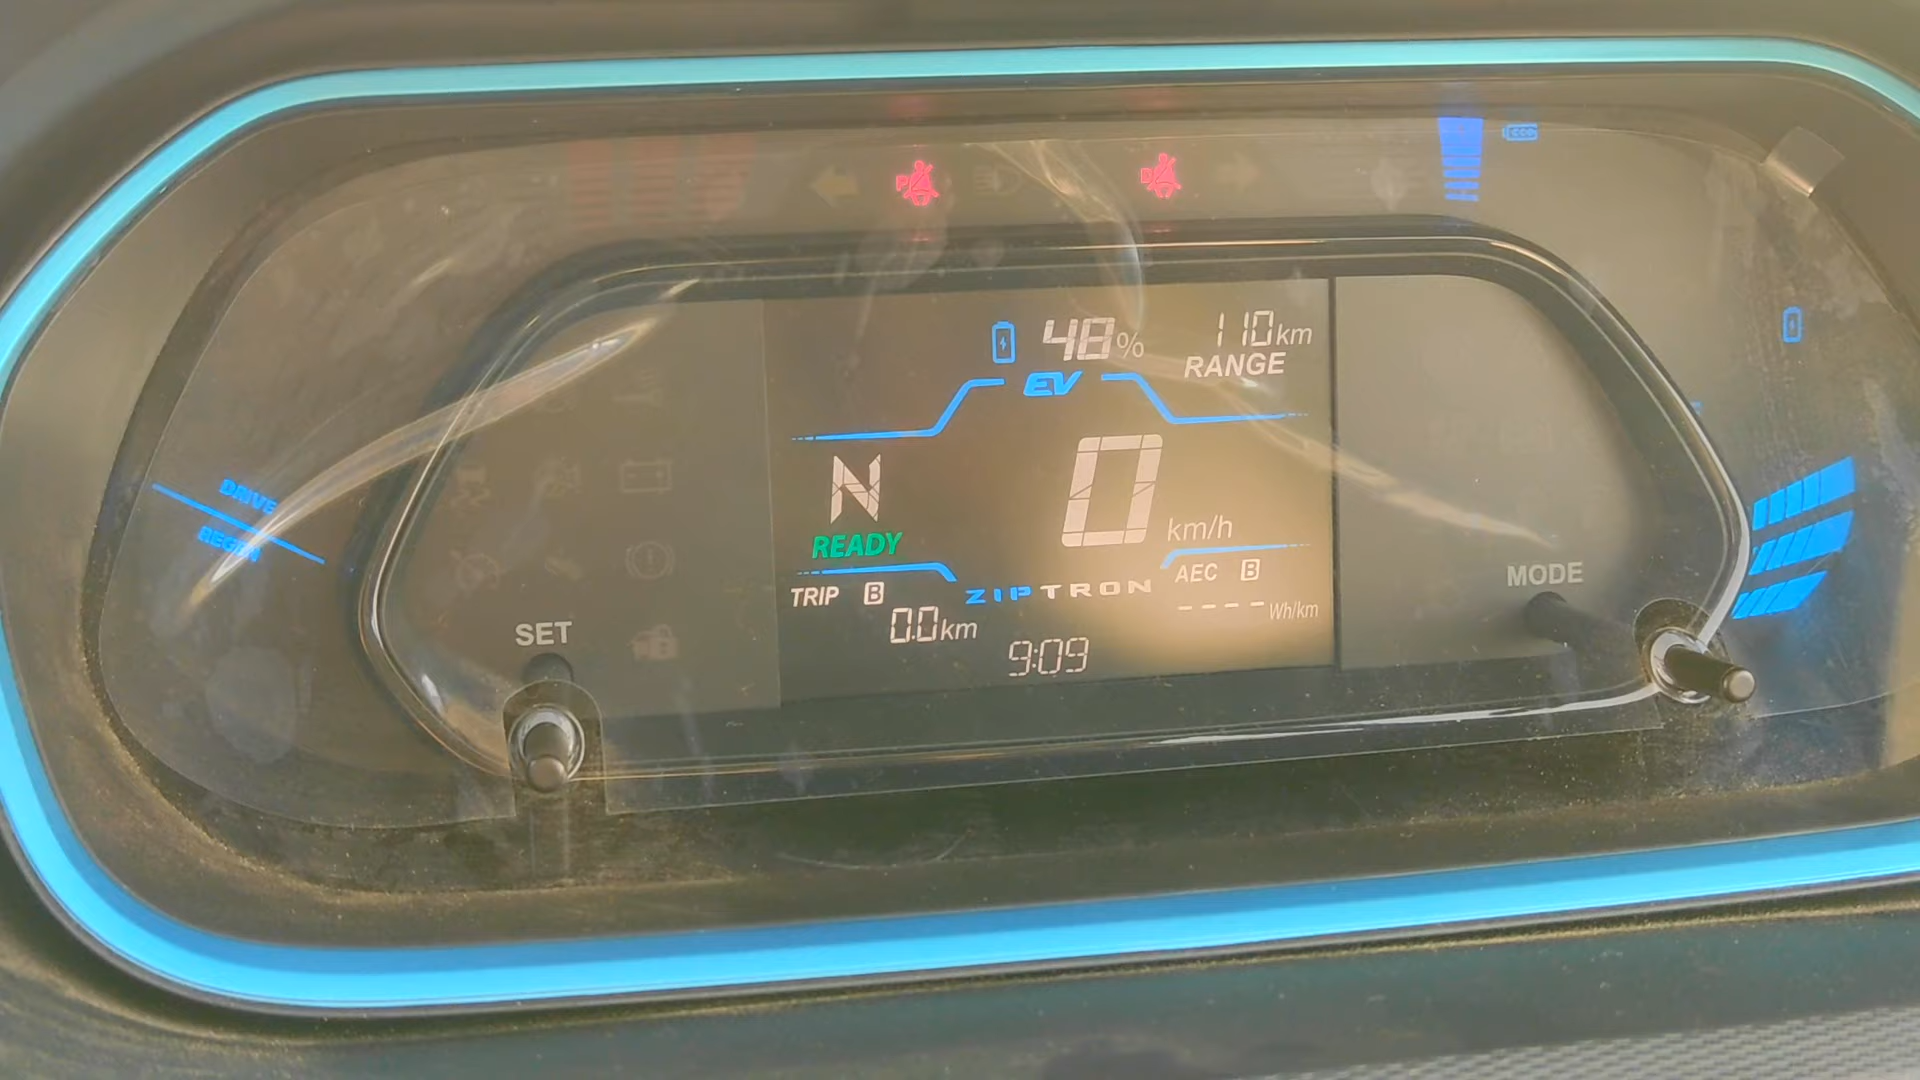 P
D
48%
110km
RANGE
EV
DRIVE
REGEN
N
0
READY
km/h
TRIP B
ZIPTRON
AEC B
0.0km
---- Wh/km
9:09
SET
MODE